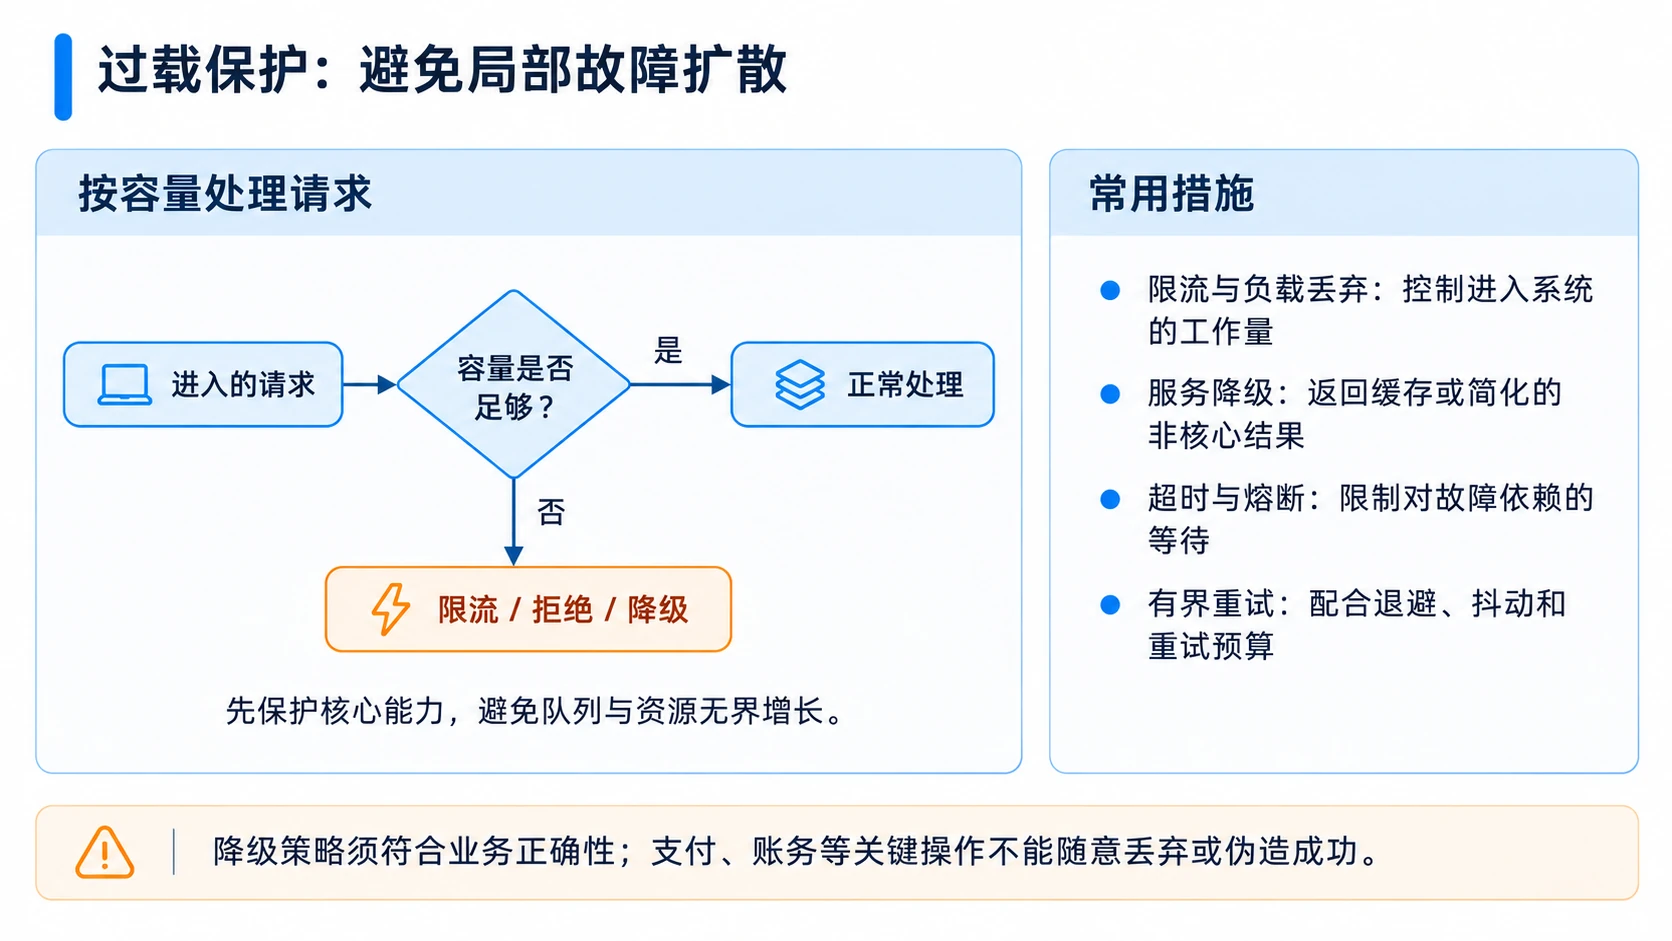 过载保护：避免局部故障扩散
按容量处理请求
进入的请求
容量是否
足够？
是
正常处理
否
限流 / 拒绝 / 降级
先保护核心能力，避免队列与资源无界增长。
常用措施
限流与负载丢弃：控制进入系统
的工作量
服务降级：返回缓存或简化的
非核心结果
超时与熔断：限制对故障依赖的
等待
有界重试：配合退避、抖动和
重试预算
降级策略须符合业务正确性；支付、账务等关键操作不能随意丢弃或伪造成功。